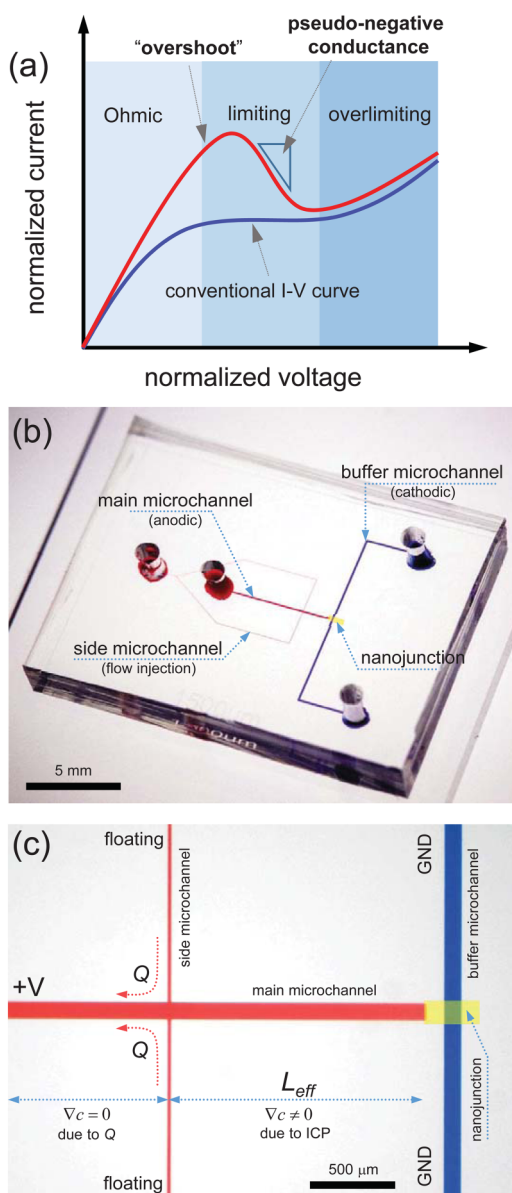 (a)
"overshoot"
pseudo-negative
conductance
Ohmic
limiting
overlimiting
conventional I-V curve
normalized current
normalized voltage
(b)
buffer microchannel
(cathodic)
main microchannel
(anodic)
side microchannel
(flow injection)
nanojunction
5 mm
(c)
floating
GND
side microchannel
buffer microchannel
Q
+V
main microchannel
Q
L_eff
∇c = 0
due to Q
∇c ≠ 0
due to ICP
nanojunction
floating
500 μm
GND